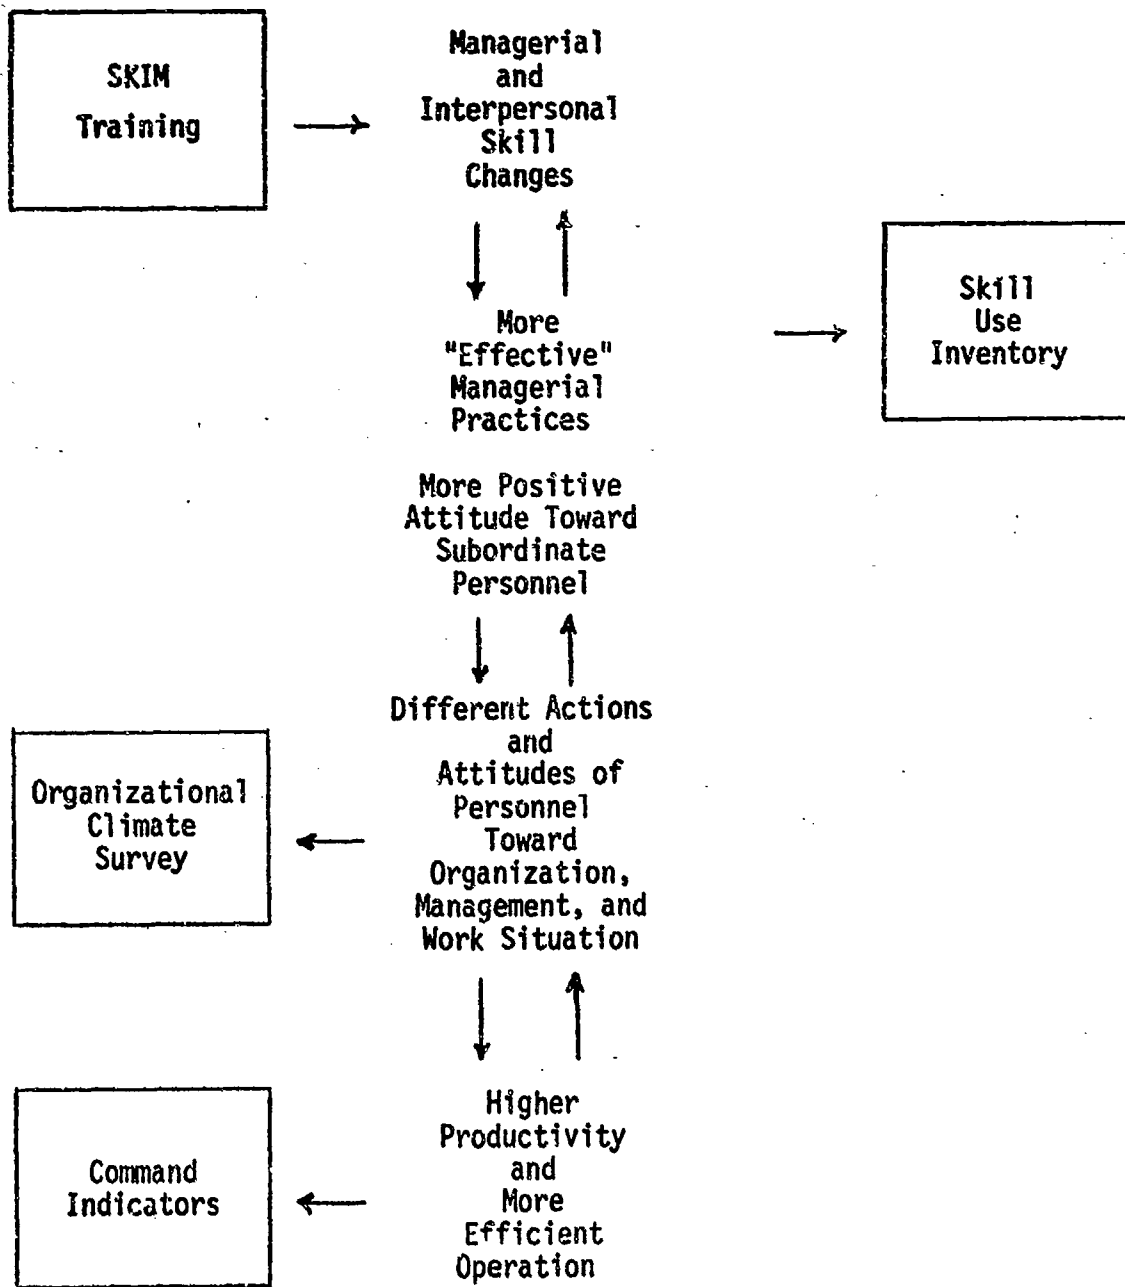 SKIM
Training
Managerial
and
Interpersonal
Skill
Changes
More
"Effective"
Managerial
Practices
Skill
Use
Inventory
More Positive
Attitude Toward
Subordinate
Personnel
Different Actions
and
Attitudes of
Personnel
Toward
Organization,
Management, and
Work Situation
Organizational
Climate
Survey
Higher
Productivity
and
More
Efficient
Operation
Command
Indicators